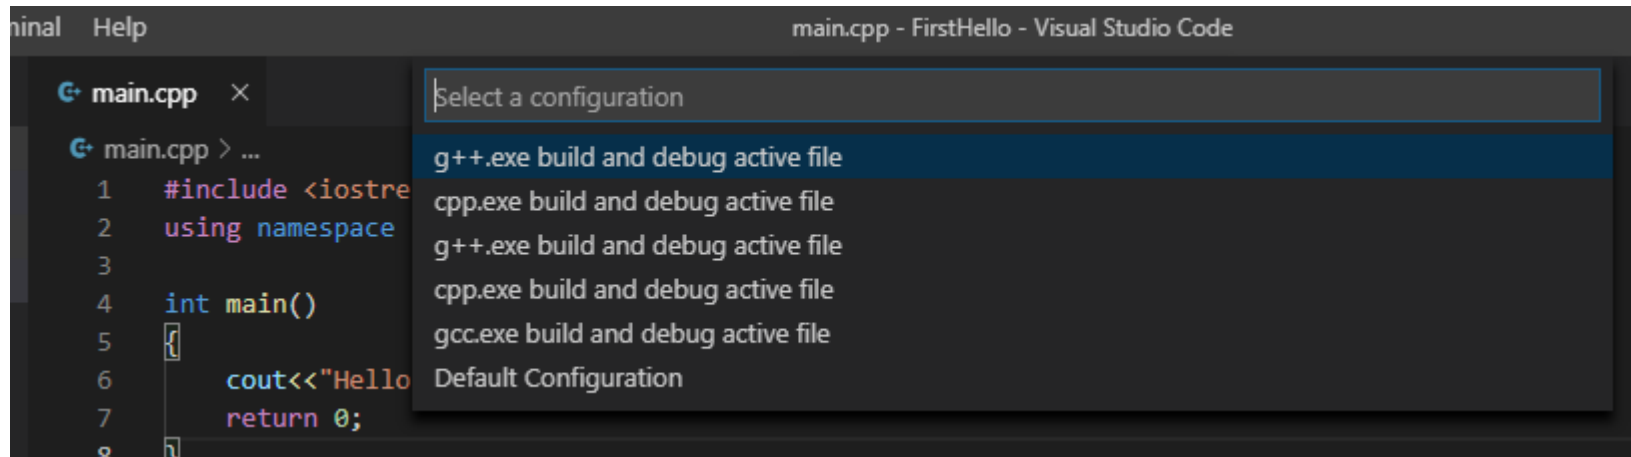 Help
main.cpp - FirstHello - Visual Studio Code
main.cpp ×
Select a configuration
main.cpp > ...
g++.exe build and debug active file
1 #include <iostre
cpp.exe build and debug active file
2 using namespace
g++.exe build and debug active file
3
cpp.exe build and debug active file
4 int main()
gcc.exe build and debug active file
5 {
Default Configuration
6 cout<<"Hello
7 return 0;
8 }